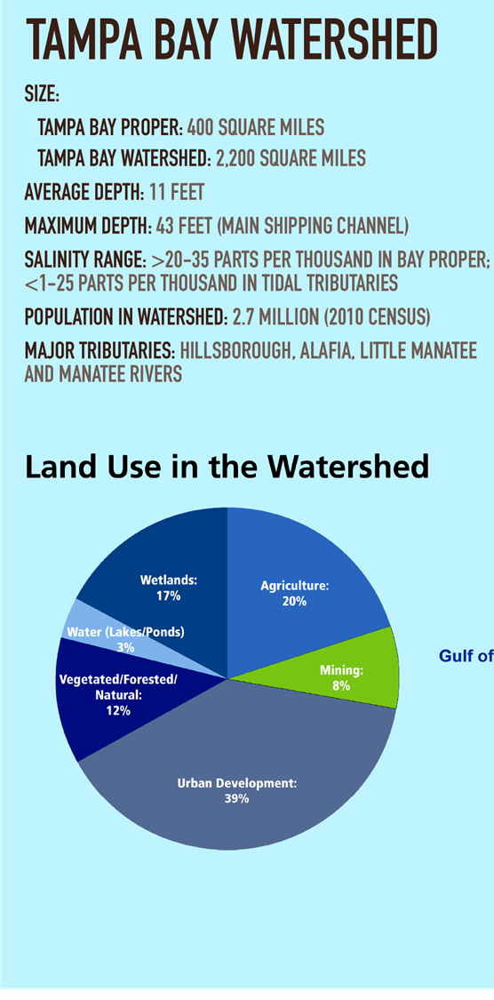 TAMPA BAY WATERSHED
SIZE:
TAMPA BAY PROPER: 400 SQUARE MILES
TAMPA BAY WATERSHED: 2,200 SQUARE MILES
AVERAGE DEPTH: 11 FEET
MAXIMUM DEPTH: 43 FEET (MAIN SHIPPING CHANNEL)
SALINITY RANGE: >20-35 PARTS PER THOUSAND IN BAY PROPER;
<1-25 PARTS PER THOUSAND IN TIDAL TRIBUTARIES
POPULATION IN WATERSHED: 2.7 MILLION (2010 CENSUS)
MAJOR TRIBUTARIES: HILLSBOROUGH, ALAFIA, LITTLE MANATEE
AND MANATEE RIVERS
Land Use in the Watershed
Wetlands:
17%
Agriculture:
20%
Water (Lakes/Ponds)
3%
Mining:
8%
Gulf of
Vegetated/Forested/
Natural:
12%
Urban Development:
39%